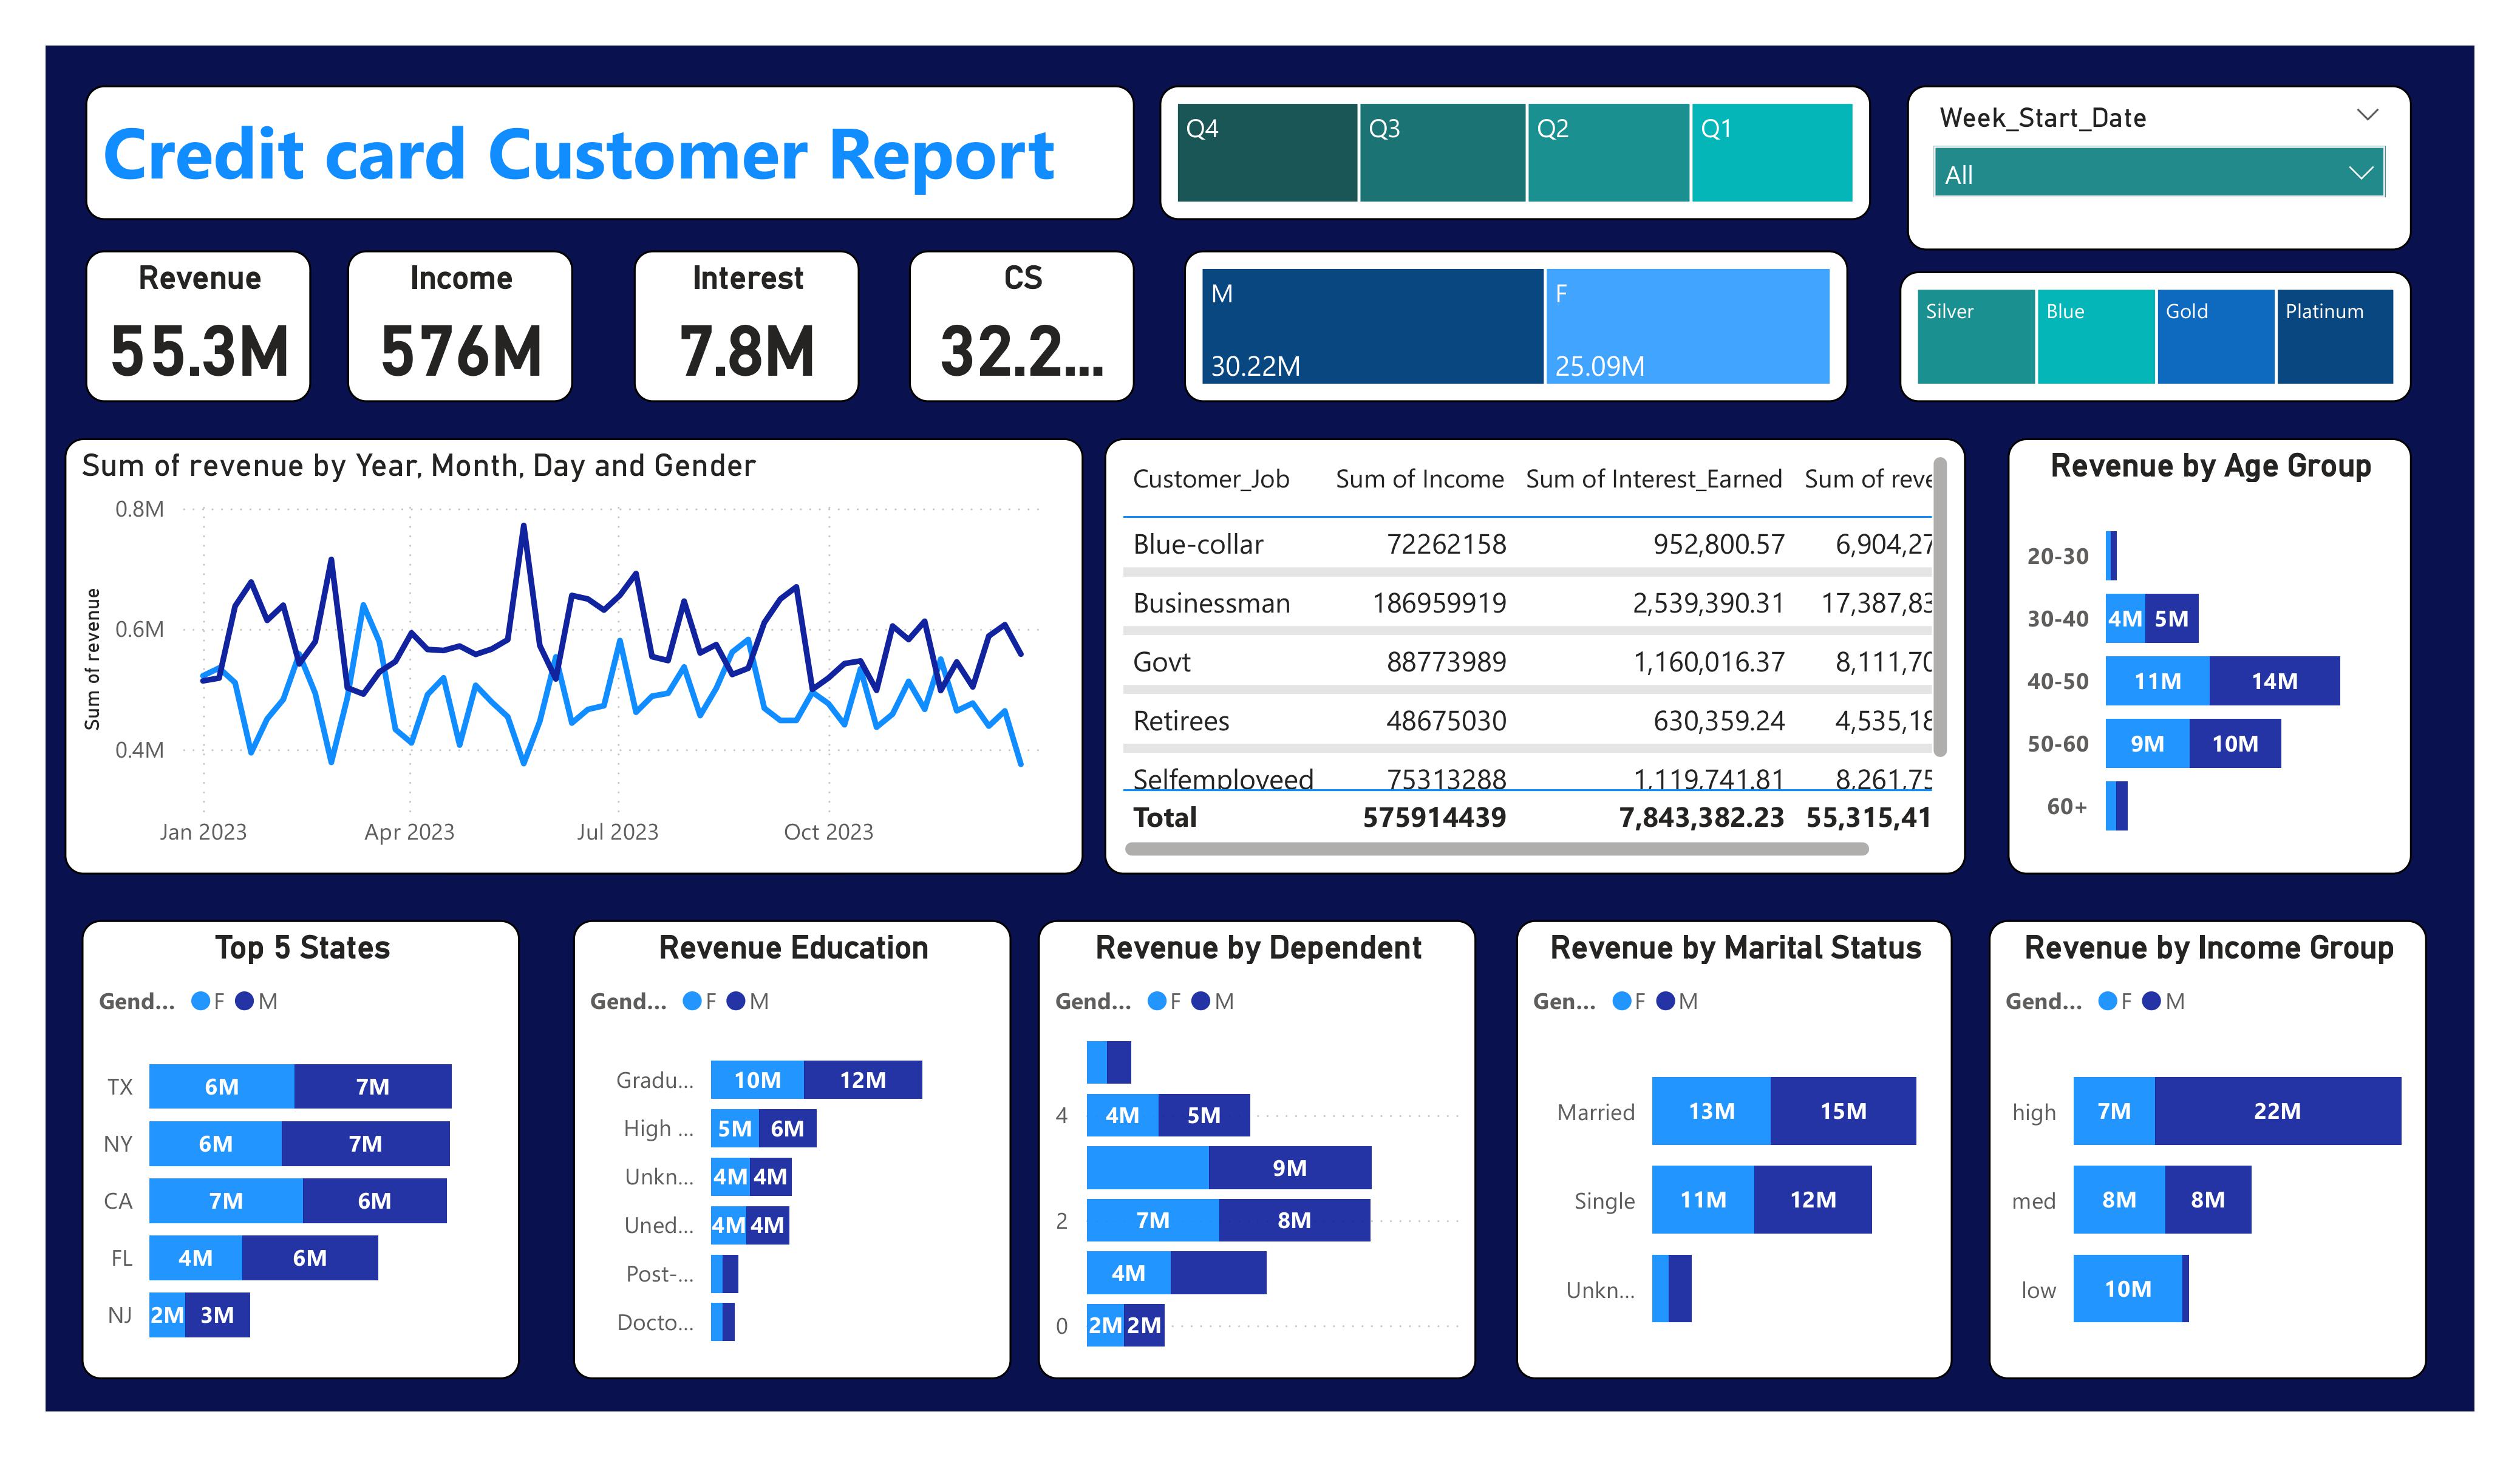 Credit card Customer Report
Q4 Q3 Q2 Q1
Week_Start_Date
All
Revenue
55.3M
Income
576M
Interest
7.8M
CS
32.2...
M
30.22M
F
25.09M
Silver Blue Gold Platinum
Sum of revenue by Year, Month, Day and Gender
Sum of revenue
0.8M
0.6M
0.4M
Jan 2023 Apr 2023 Jul 2023 Oct 2023
Customer_Job Sum of Income Sum of Interest_Earned Sum of reve
Blue-collar 72262158 952,800.57 6,904,27
Businessman 186959919 2,539,390.31 17,387,83
Govt 88773989 1,160,016.37 8,111,70
Retirees 48675030 630,359.24 4,535,18
Selfemployeed 75313288 1,119,741.81 8,261,75
Total 575914439 7,843,382.23 55,315,41
Revenue by Age Group
20-30
30-40 4M 5M
40-50 11M 14M
50-60 9M 10M
60+
Top 5 States
Gend... F M
TX 6M 7M
NY 6M 7M
CA 7M 6M
FL 4M 6M
NJ 2M 3M
Revenue Education
Gend... F M
Gradu... 10M 12M
High ... 5M 6M
Unkn... 4M 4M
Uned... 4M 4M
Post-...
Docto...
Revenue by Dependent
Gend... F M
4 4M 5M
9M
2 7M 8M
4M
0 2M 2M
Revenue by Marital Status
Gen... F M
Married 13M 15M
Single 11M 12M
Unkn...
Revenue by Income Group
Gend... F M
high 7M 22M
med 8M 8M
low 10M